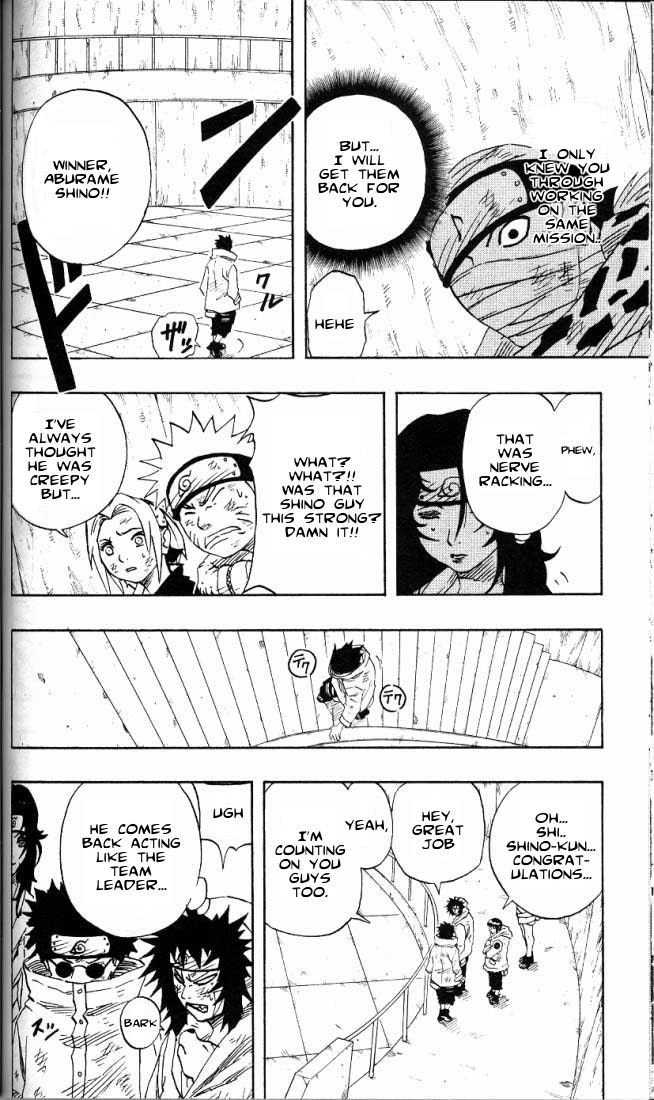 I ONLY
KNEW YOU
THROUGH
WORKING
ON THE
SAME
MISSION..
BUT...
I WILL
GET THEM
BACK FOR
YOU.
HEHE
WINNER,
ABURAME
SHINO!!
クル
ザッ
PHEW,
THAT
WAS
NERVE
RACKING...
WHAT?
WHAT?!!
WAS THAT
SHINO GUY
THIS STRONG?
DAMN IT!!
I'VE
ALWAYS
THOUGHT
HE WAS
CREEPY
BUT...
テク
テク
OH...
SHI..
SHINO-KUN...
CONGRAT-
ULATIONS...
HEY,
GREAT
JOB
YEAH,
I'M
COUNTING
ON YOU
GUYS
TOO.
UGH
HE COMES
BACK ACTING
LIKE THE
TEAM
LEADER...
BARK
ズズッ